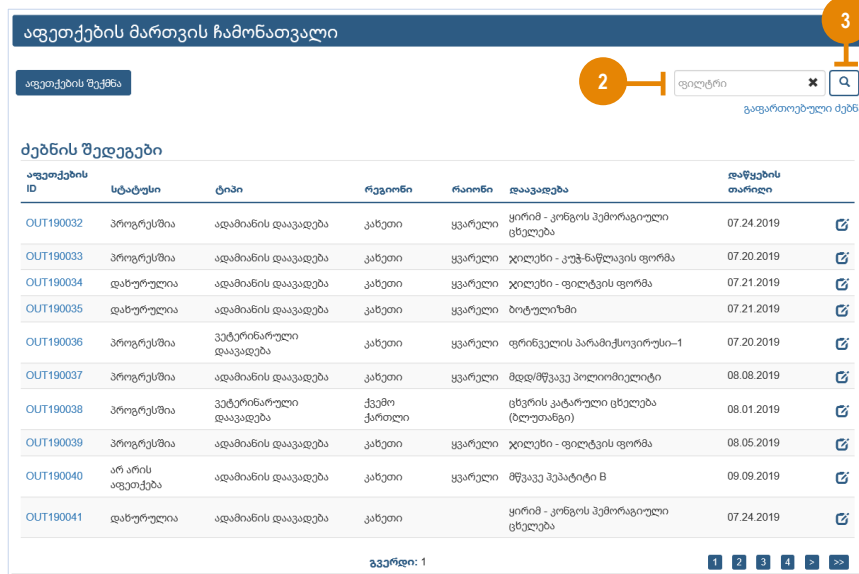 აფეთქების მართვის ჩამონათვალი
3
აფეთქების შექმნა
2
ფილტრი
გაფართოებული ძებნ
ძებნის შედეგები
აფეთქების ID სტატუსი ტიპი რეგიონი რაიონი დაავადება დაწყების თარიღი
OUT190032 პროგრესშია ადამიანის დაავადება კახეთი ყვარელი ყირიმ - კონგოს ჰემორაგიული ცხელება 07.24.2019
OUT190033 პროგრესშია ადამიანის დაავადება კახეთი ყვარელი ჯილეხი - კუჭ-ნაწლავის ფორმა 07.20.2019
OUT190034 დახურულია ადამიანის დაავადება კახეთი ყვარელი ჯილეხი - ფილტვის ფორმა 07.21.2019
OUT190035 დახურულია ადამიანის დაავადება კახეთი ყვარელი ბოტულიზმი 07.21.2019
OUT190036 პროგრესშია ვეტერინარული დაავადება კახეთი ყვარელი ფრინველის პარამიქსოვირუსი–1 07.20.2019
OUT190037 პროგრესშია ადამიანის დაავადება კახეთი ყვარელი მდდ/მწვავე პოლიომიელიტი 08.08.2019
OUT190038 პროგრესშია ვეტერინარული დაავადება ქვემო ქართლი ცხვრის კატარული ცხელება (ბლუთანგი) 08.01.2019
OUT190039 პროგრესშია ადამიანის დაავადება კახეთი ყვარელი ჯილეხი - ფილტვის ფორმა 08.05.2019
OUT190040 არ არის აფეთქება ადამიანის დაავადება კახეთი ყვარელი მწვავე ჰეპატიტი B 09.09.2019
OUT190041 დახურულია ადამიანის დაავადება კახეთი ყირიმ - კონგოს ჰემორაგიული ცხელება 07.24.2019
გვერდი: 1 1 2 3 4 > >>